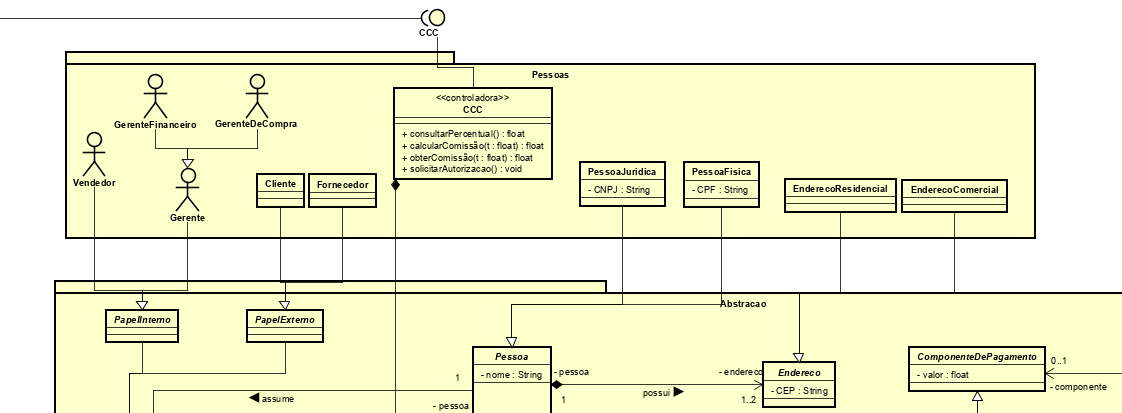 CCC
Pessoas
<<controladora>>
CCC
+ consultarPercentual() : float
+ calcularComissão(t : float) : float
+ obterComissão(t : float) : float
+ solicitarAutorizacao() : void
GerenteFinanceiro
GerenteDeCompra
Vendedor
Gerente
Cliente
Fornecedor
PessoaJuridica
- CNPJ : String
PessoaFisica
- CPF : String
EnderecoResidencial
EnderecoComercial
Abstracao
PapelInterno
PapelExterno
Pessoa
- nome : String
- pessoa
1
possui
- endereco
1..2
Endereco
- CEP : String
ComponenteDePagamento
- valor : float
0..1
- componente
1
assume
- pessoa